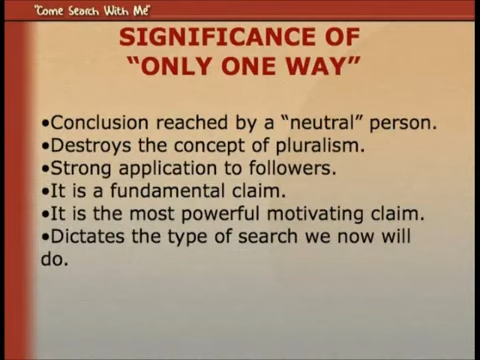 "Come Search With Me"
SIGNIFICANCE OF
“ONLY ONE WAY”
•Conclusion reached by a “neutral” person.
•Destroys the concept of pluralism.
•Strong application to followers.
•It is a fundamental claim.
•It is the most powerful motivating claim.
•Dictates the type of search we now will
do.